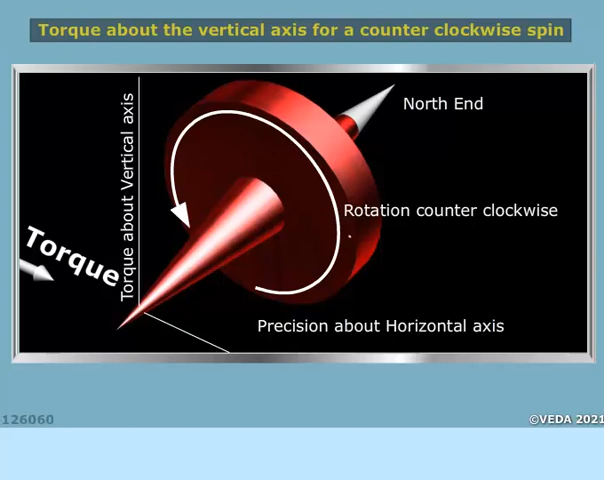 Torque about the vertical axis for a counter clockwise spin
North End
Torque about Vertical axis
Rotation counter clockwise
Torque
Precision about Horizontal axis
126060
©VEDA 2021